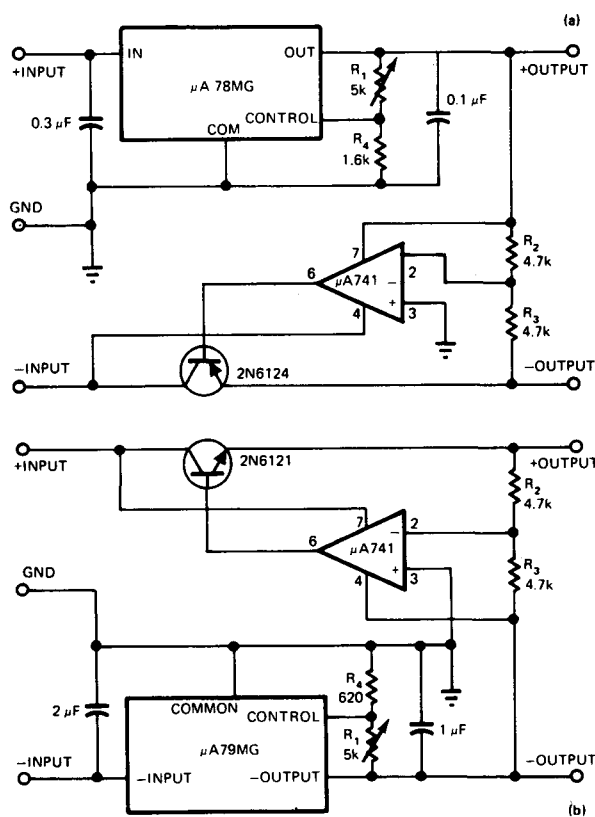 (a)
IN
OUT
+INPUT
+OUTPUT
μA 78MG
R1
5k
0.3 μF
0.1 μF
CONTROL
COM
R4
1.6k
GND
7
R2
4.7k
6
μA741
2
−
+
4
3
R3
4.7k
−INPUT
−OUTPUT
2N6124
+INPUT
2N6121
+OUTPUT
R2
4.7k
7
2
6
μA741
−
+
GND
4
3
R3
4.7k
R4
620
COMMON
2 μF
CONTROL
1 μF
R1
5k
μA79MG
−INPUT
−INPUT
−OUTPUT
−OUTPUT
(b)